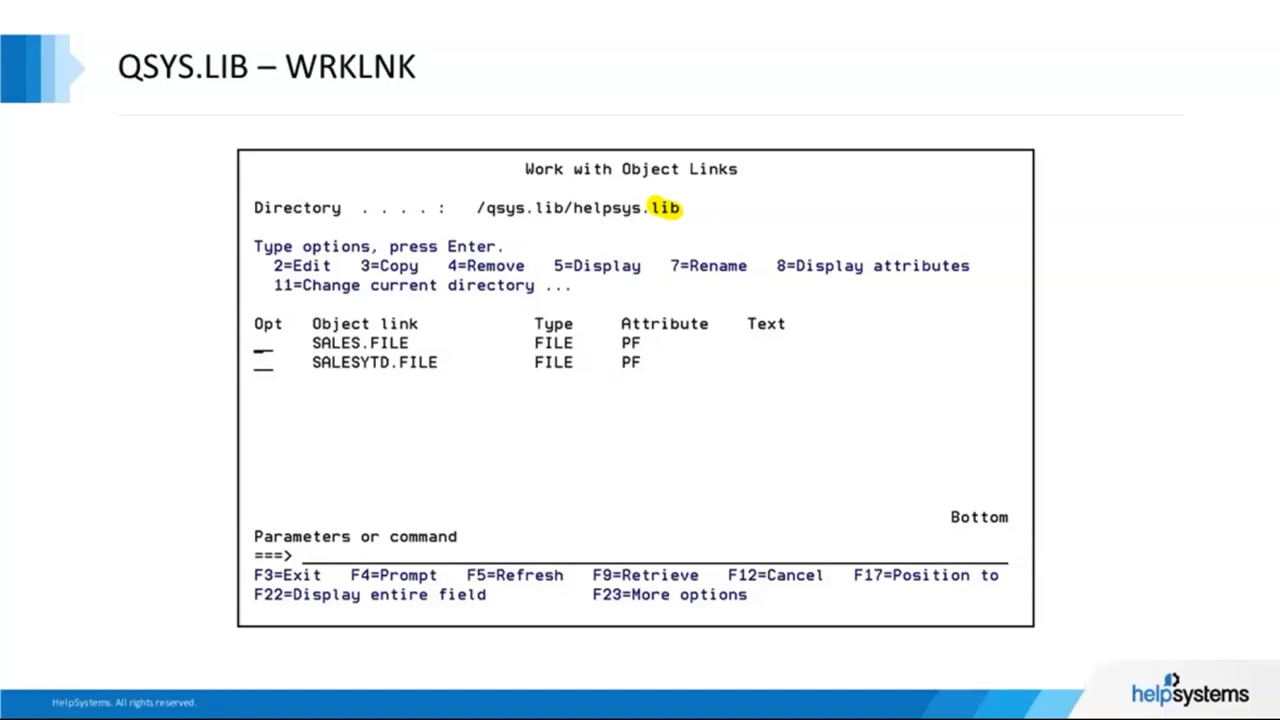 QSYS.LIB – WRKLNK
Work with Object Links
Directory . . . . : /qsys.lib/helpsys.lib
Type options, press Enter.
2=Edit 3=Copy 4=Remove 5=Display 7=Rename 8=Display attributes
11=Change current directory ...
Opt Object link Type Attribute Text
SALES.FILE FILE PF
SALESYTD.FILE FILE PF
Bottom
Parameters or command
===>
F3=Exit F4=Prompt F5=Refresh F9=Retrieve F12=Cancel F17=Position to
F22=Display entire field F23=More options
HelpSystems. All rights reserved.
helpsystems